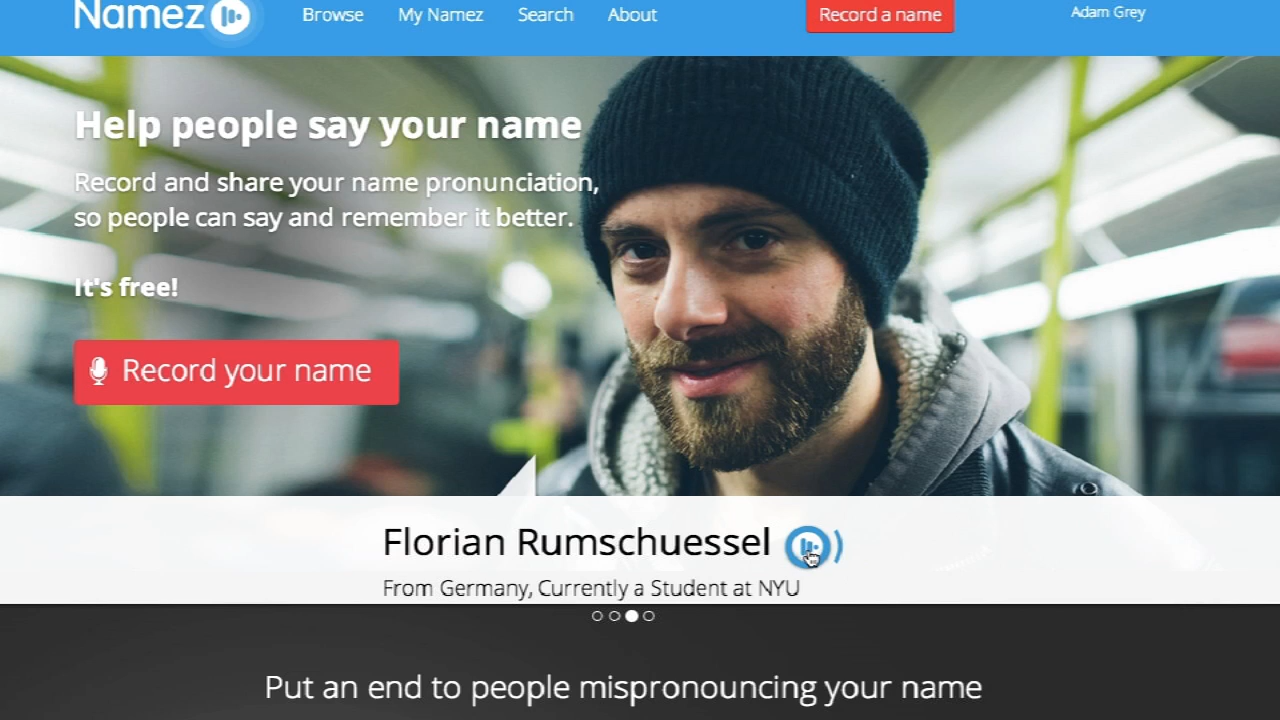 Namez
Browse My Namez Search About
Record a name
Adam Grey
Help people say your name
Record and share your name pronunciation,
so people can say and remember it better.
It's free!
Record your name
Florian Rumschuessel
From Germany, Currently a Student at NYU
Put an end to people mispronouncing your name